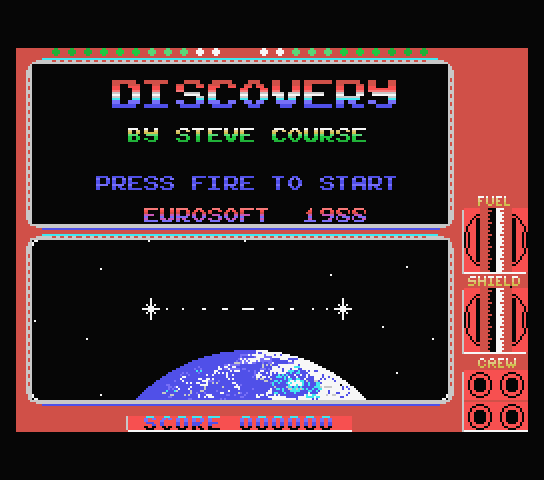 DISCOVERY
BY STEVE COURSE
PRESS FIRE TO START
EUROSOFT 1988
FUEL
SHIELD
CREW
SCORE 000000